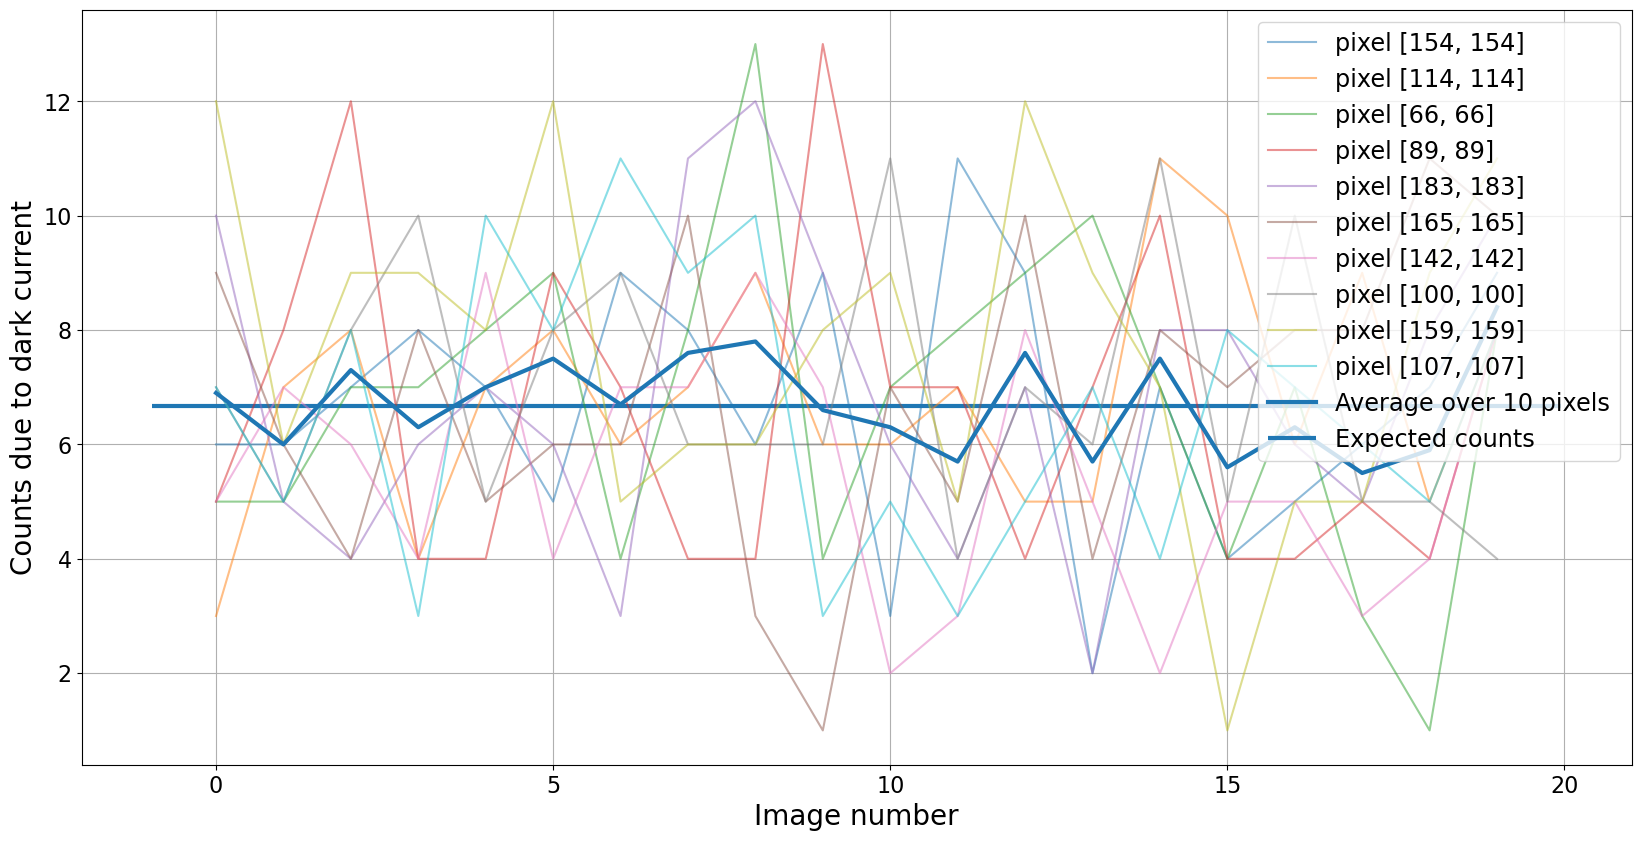 Counts due to dark current
12
10
8
6
4
2
0
5
10
15
20
Image number
pixel [154, 154]
pixel [114, 114]
pixel [66, 66]
pixel [89, 89]
pixel [183, 183]
pixel [165, 165]
pixel [142, 142]
pixel [100, 100]
pixel [159, 159]
pixel [107, 107]
Average over 10 pixels
Expected counts